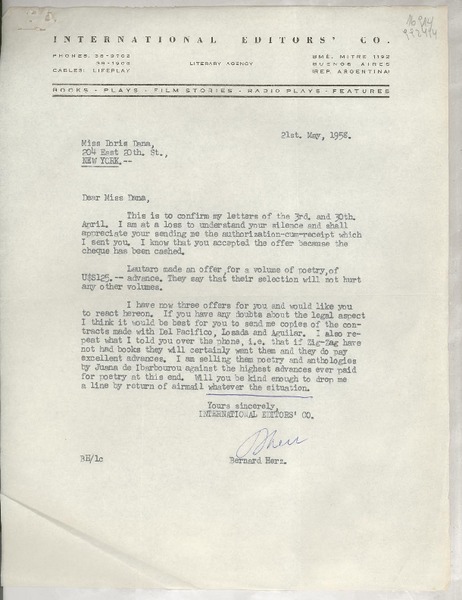 INTERNATIONAL EDITORS' CO.
PHONES: 38-9702
38-1908
CABLES: LIFEPLAY
LITERARY AGENCY
BMÉ. MITRE 1192
BUENOS AIRES
(REP. ARGENTINA)
BOOKS - PLAYS - FILM STORIES - RADIO PLAYS - FEATURES
21st. May, 1958.
Miss Doris Dana,
204 East 20th. St.,
NEW YORK.--
Dear Miss Dana,
This is to confirm my letters of the 3rd. and 30th.
April. I am at a loss to understand your silence and shall
appreciate your sending me the authorization-cum-receipt which
I sent you. I know that you accepted the offer because the
cheque has been cashed.
Lautaro made an offer for a volume of poetry, of
U$S125.-- advance. They say that their selection will not hurt
any other volumes.
I have now three offers for you and would like you
to react hereon. If you have any doubts about the legal aspect
I think it would be best for you to send me copies of the con-
tracts made with Del Pacifico, Losada and Aguilar. I also re-
peat what I told you over the phone, i.e. that if Zig-Zag have
not had books they will certainly want them and they do pay
excellent advances. I am selling them poetry and anthologies
by Juana de Ibarbourou against the highest advances ever paid
for poetry at this end. Will you be kind enough to drop me
a line by return of airmail whatever the situation.
Yours sincerely,
INTERNATIONAL EDITORS' CO.
BH/lc
Bernard Herz.